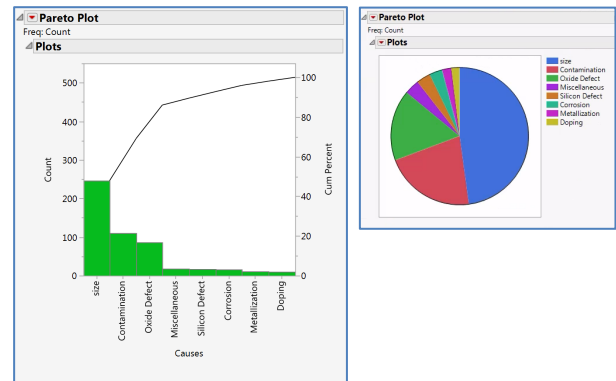 Pareto Plot
Freq: Count
Plots
500
400
300
200
100
0
Count
100
80
60
40
20
0
Cum Percent
size
Contamination
Oxide Defect
Miscellaneous
Silicon Defect
Corrosion
Metallization
Doping
Causes
Pareto Plot
Freq: Count
Plots
size
Contamination
Oxide Defect
Miscellaneous
Silicon Defect
Corrosion
Metallization
Doping